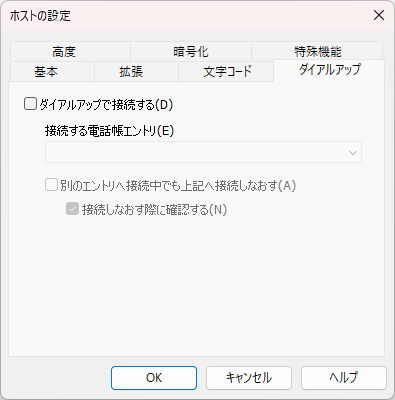 ホストの設定
高度
暗号化
特殊機能
基本
拡張
文字コード
ダイアルアップ
ダイアルアップで接続する(D)
接続する電話帳エントリ(E)
別のエントリへ接続中でも上記へ接続しなおす(A)
接続しなおす際に確認する(N)
OK
キャンセル
ヘルプ